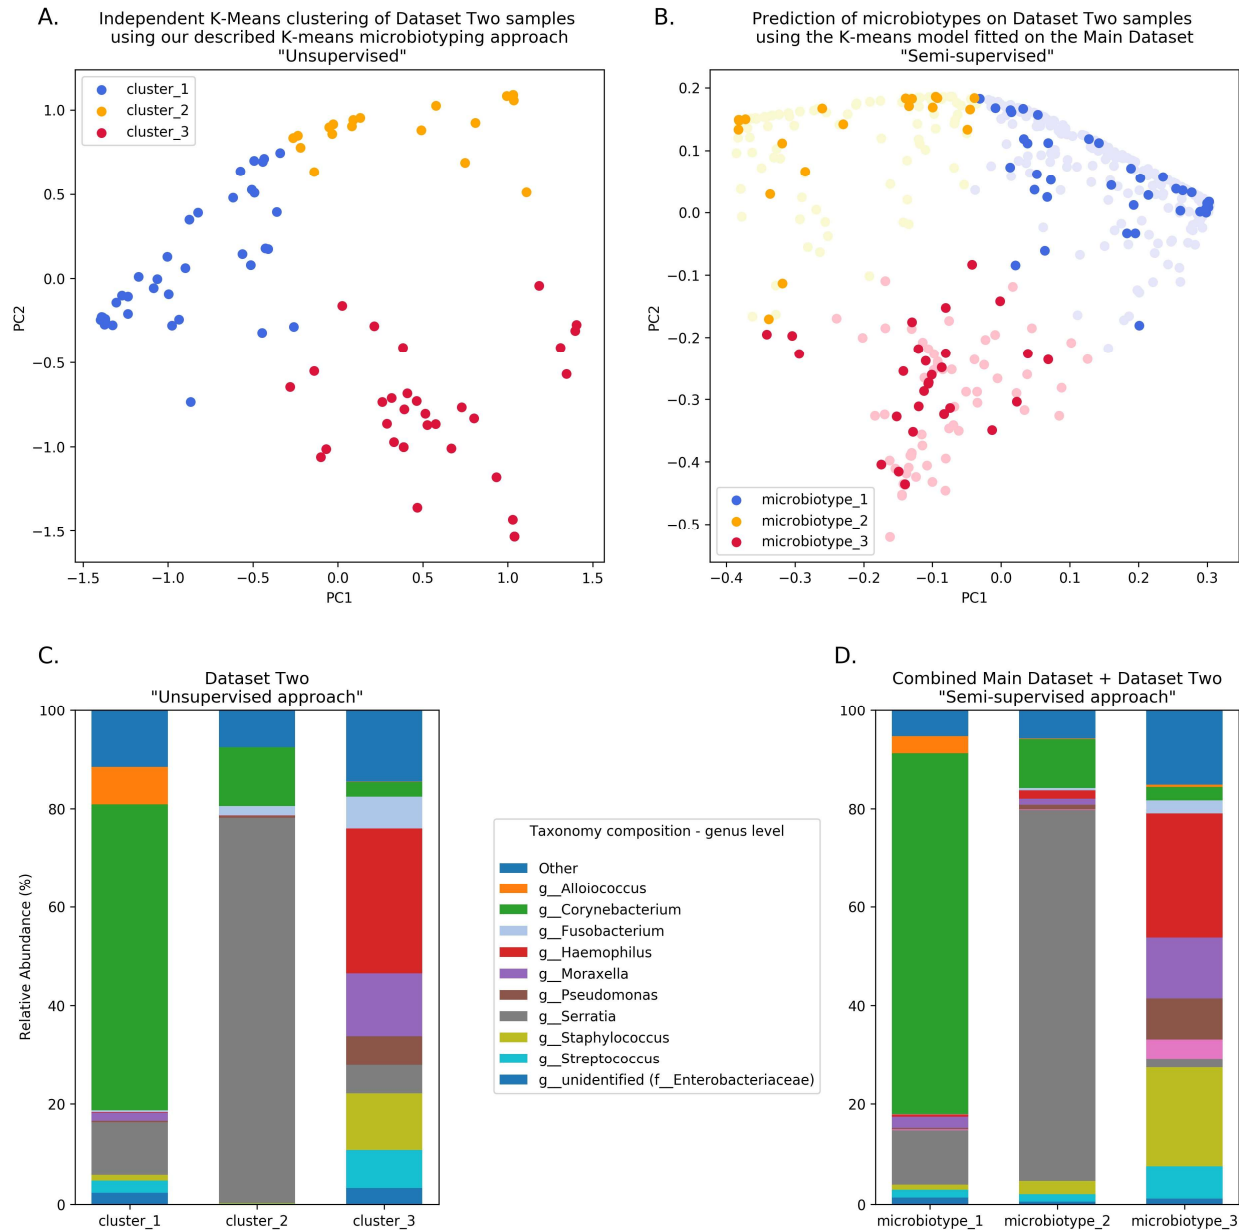 A.
Independent K-Means clustering of Dataset Two samples
using our described K-means microbiotyping approach
"Unsupervised"
cluster_1
cluster_2
cluster_3
1.0
0.5
0.0
−0.5
−1.0
−1.5
PC2
−1.5
−1.0
−0.5
0.0
0.5
1.0
1.5
PC1
B.
Prediction of microbiotypes on Dataset Two samples
using the K-means model fitted on the Main Dataset
"Semi-supervised"
0.2
0.1
0.0
−0.1
−0.2
−0.3
−0.4
−0.5
PC2
microbiotype_1
microbiotype_2
microbiotype_3
−0.4
−0.3
−0.2
−0.1
0.0
0.1
0.2
0.3
PC1
C.
Dataset Two
"Unsupervised approach"
100
80
60
40
20
0
Relative Abundance (%)
cluster_1
cluster_2
cluster_3
Taxonomy composition - genus level
Other
g__Alloiococcus
g__Corynebacterium
g__Fusobacterium
g__Haemophilus
g__Moraxella
g__Pseudomonas
g__Serratia
g__Staphylococcus
g__Streptococcus
g__unidentified (f__Enterobacteriaceae)
D.
Combined Main Dataset + Dataset Two
"Semi-supervised approach"
100
80
60
40
20
0
microbiotype_1
microbiotype_2
microbiotype_3